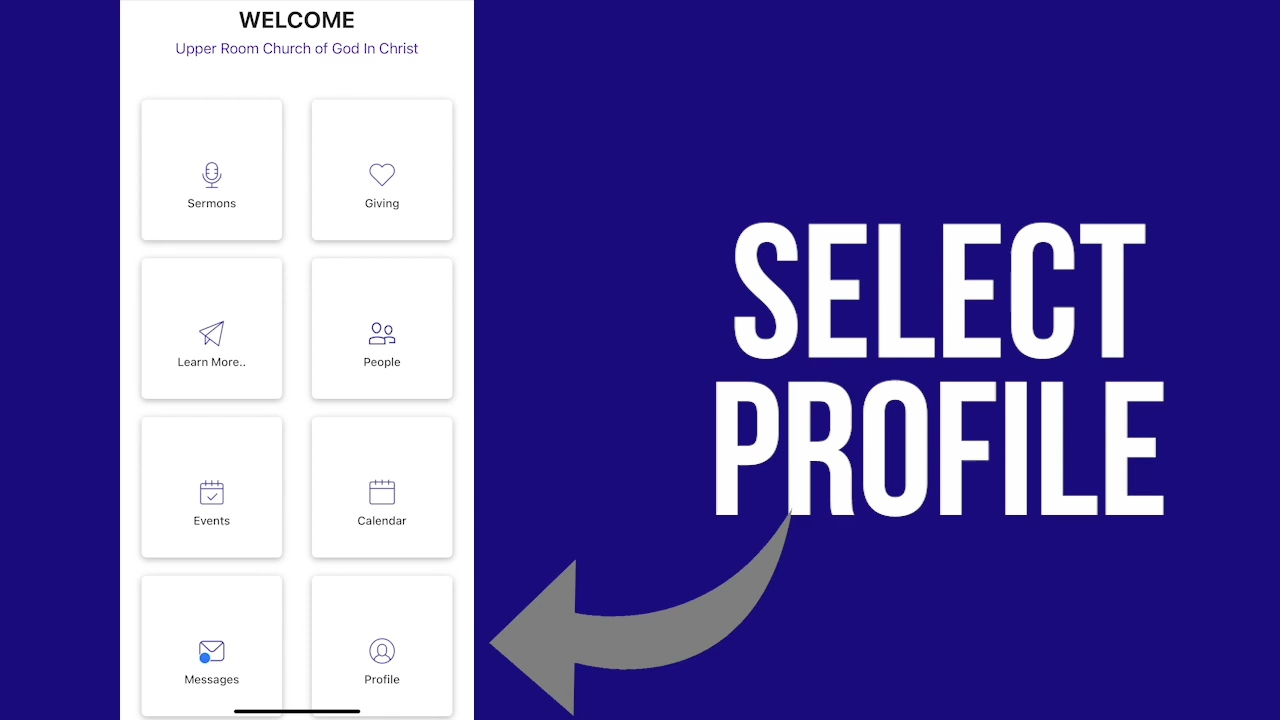 WELCOME
Upper Room Church of God In Christ
Sermons
Giving
Learn More..
People
Events
Calendar
Messages
Profile
SELECT
PROFILE